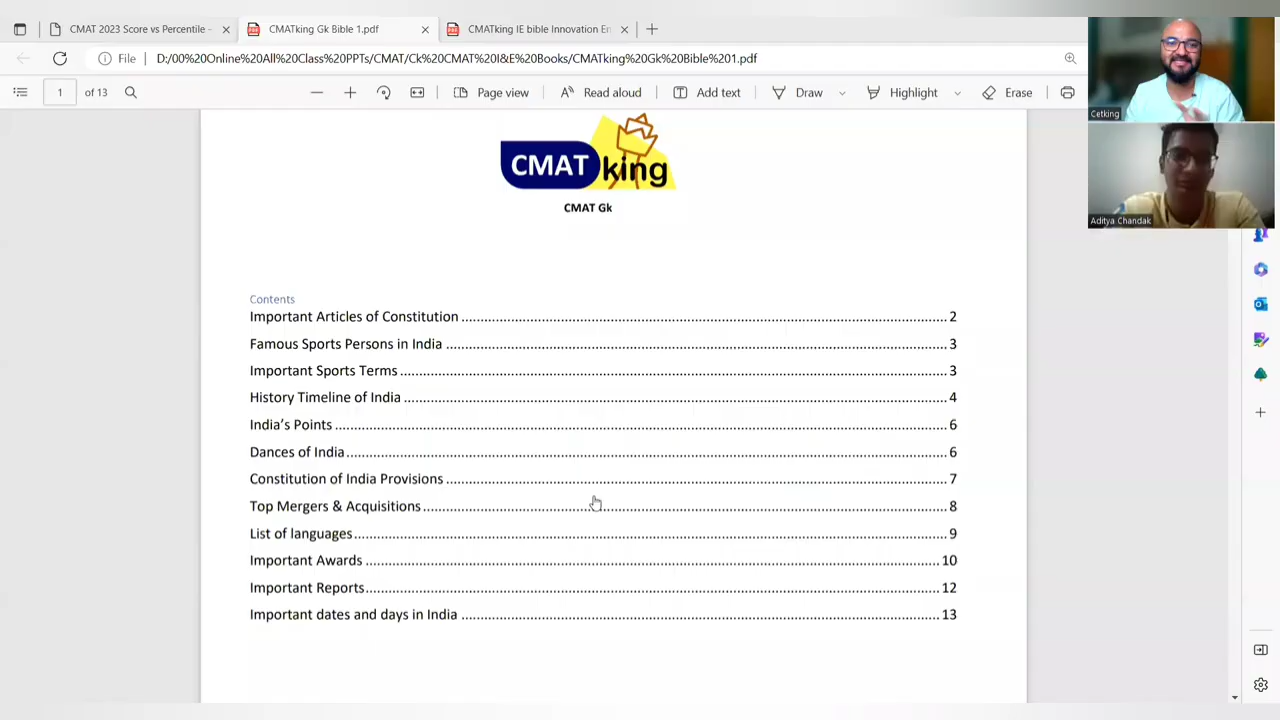 CMAT 2023 Score vs Percentile -
CMATking Gk Bible 1.pdf
CMATking IE bible Innovation En
File
D:/00%20Online%20All%20Class%20PPTs/CMAT/Ck%20CMAT%20I&E%20Books/CMATking%20Gk%20Bible%201.pdf
1 of 13
Page view
Read aloud
Add text
Draw
Highlight
Erase
Cetking
Aditya Chandak
CMAT king
CMAT Gk
Contents
Important Articles of Constitution 2
Famous Sports Persons in India 3
Important Sports Terms 3
History Timeline of India 4
India's Points 6
Dances of India 6
Constitution of India Provisions 7
Top Mergers & Acquisitions 8
List of languages 9
Important Awards 10
Important Reports 12
Important dates and days in India 13